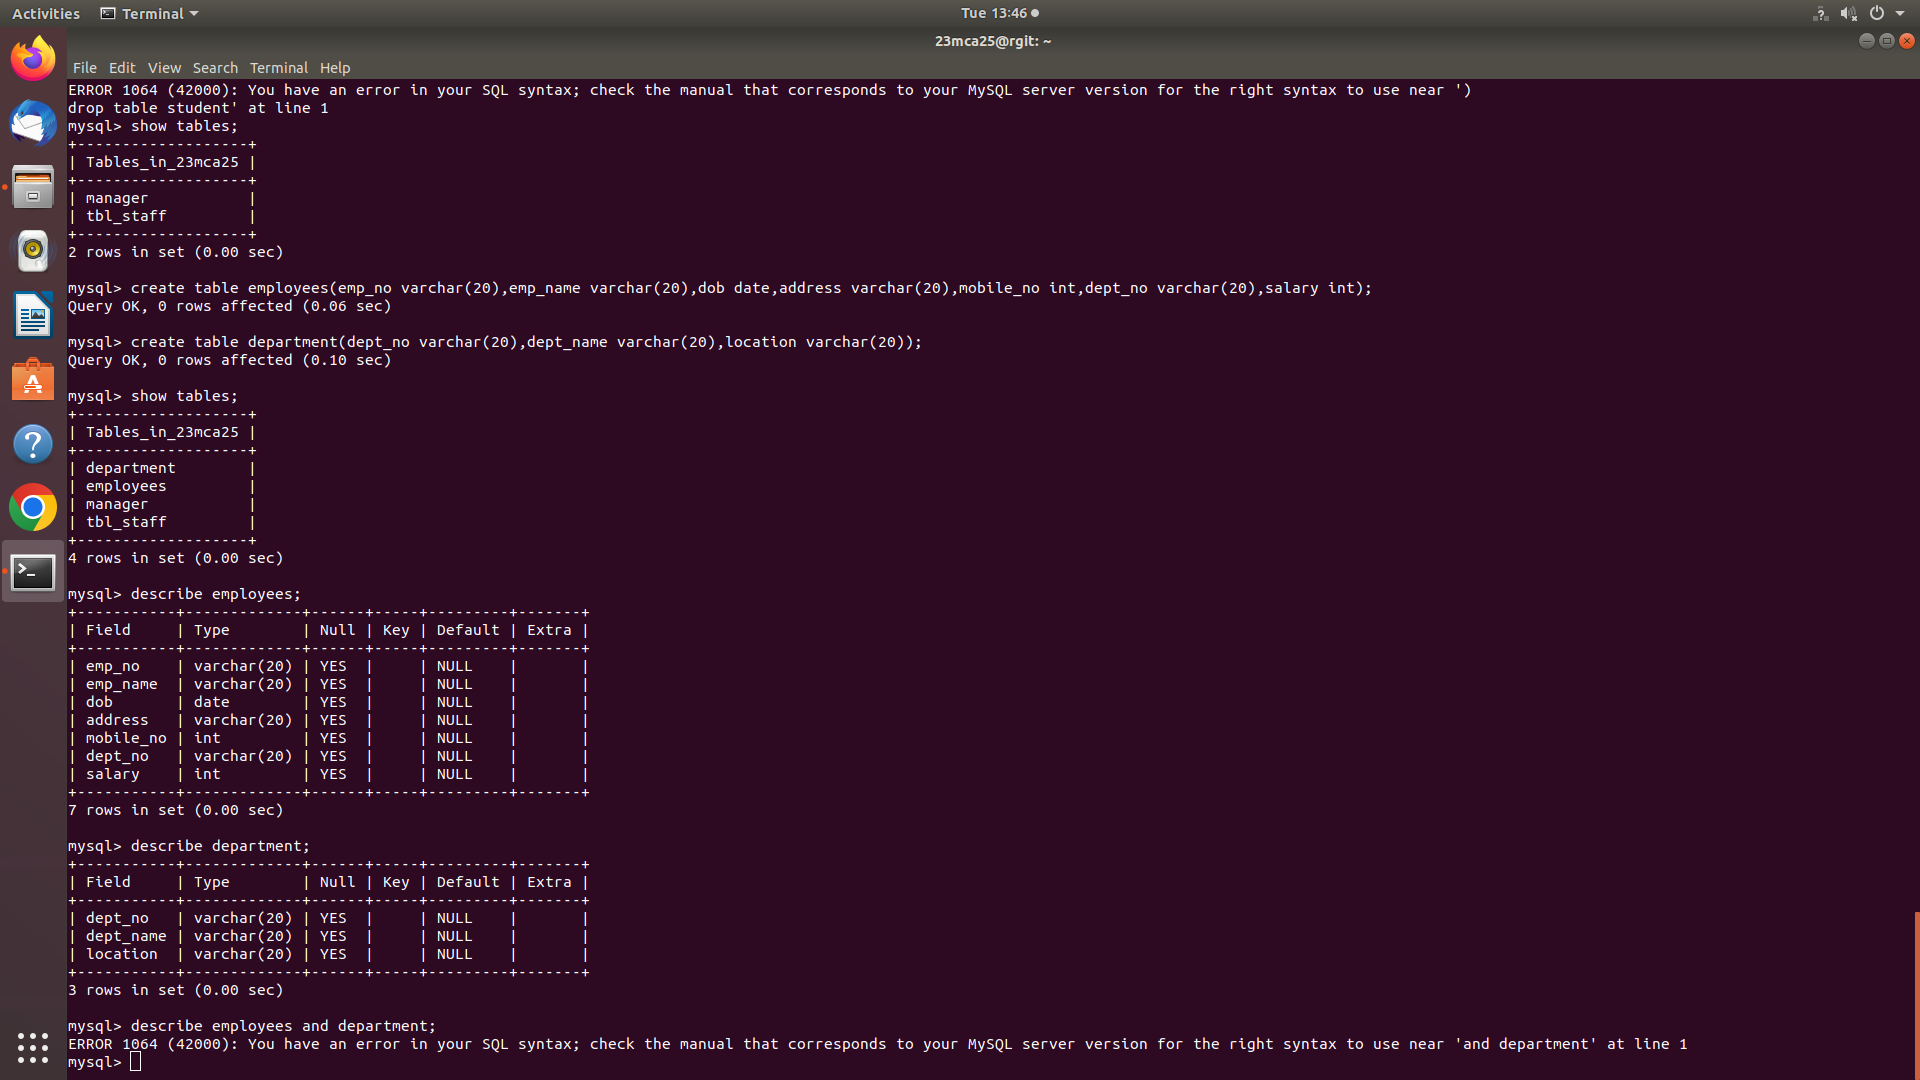 Activities Terminal Tue 13:46
23mca25@rgit: ~
File Edit View Search Terminal Help
ERROR 1064 (42000): You have an error in your SQL syntax; check the manual that corresponds to your MySQL server version for the right syntax to use near ')
drop table student' at line 1
mysql> show tables;
+-------------------+
| Tables_in_23mca25 |
+-------------------+
| manager           |
| tbl_staff         |
+-------------------+
2 rows in set (0.00 sec)
mysql> create table employees(emp_no varchar(20),emp_name varchar(20),dob date,address varchar(20),mobile_no int,dept_no varchar(20),salary int);
Query OK, 0 rows affected (0.06 sec)
mysql> create table department(dept_no varchar(20),dept_name varchar(20),location varchar(20));
Query OK, 0 rows affected (0.10 sec)
mysql> show tables;
+-------------------+
| Tables_in_23mca25 |
+-------------------+
| department        |
| employees         |
| manager           |
| tbl_staff         |
+-------------------+
4 rows in set (0.00 sec)
mysql> describe employees;
+-----------+-------------+------+-----+---------+-------+
| Field     | Type        | Null | Key | Default | Extra |
+-----------+-------------+------+-----+---------+-------+
| emp_no    | varchar(20) | YES  |     | NULL    |       |
| emp_name  | varchar(20) | YES  |     | NULL    |       |
| dob       | date        | YES  |     | NULL    |       |
| address   | varchar(20) | YES  |     | NULL    |       |
| mobile_no | int         | YES  |     | NULL    |       |
| dept_no   | varchar(20) | YES  |     | NULL    |       |
| salary    | int         | YES  |     | NULL    |       |
+-----------+-------------+------+-----+---------+-------+
7 rows in set (0.00 sec)
mysql> describe department;
+-----------+-------------+------+-----+---------+-------+
| Field     | Type        | Null | Key | Default | Extra |
+-----------+-------------+------+-----+---------+-------+
| dept_no   | varchar(20) | YES  |     | NULL    |       |
| dept_name | varchar(20) | YES  |     | NULL    |       |
| location  | varchar(20) | YES  |     | NULL    |       |
+-----------+-------------+------+-----+---------+-------+
3 rows in set (0.00 sec)
mysql> describe employees and department;
ERROR 1064 (42000): You have an error in your SQL syntax; check the manual that corresponds to your MySQL server version for the right syntax to use near 'and department' at line 1
mysql>